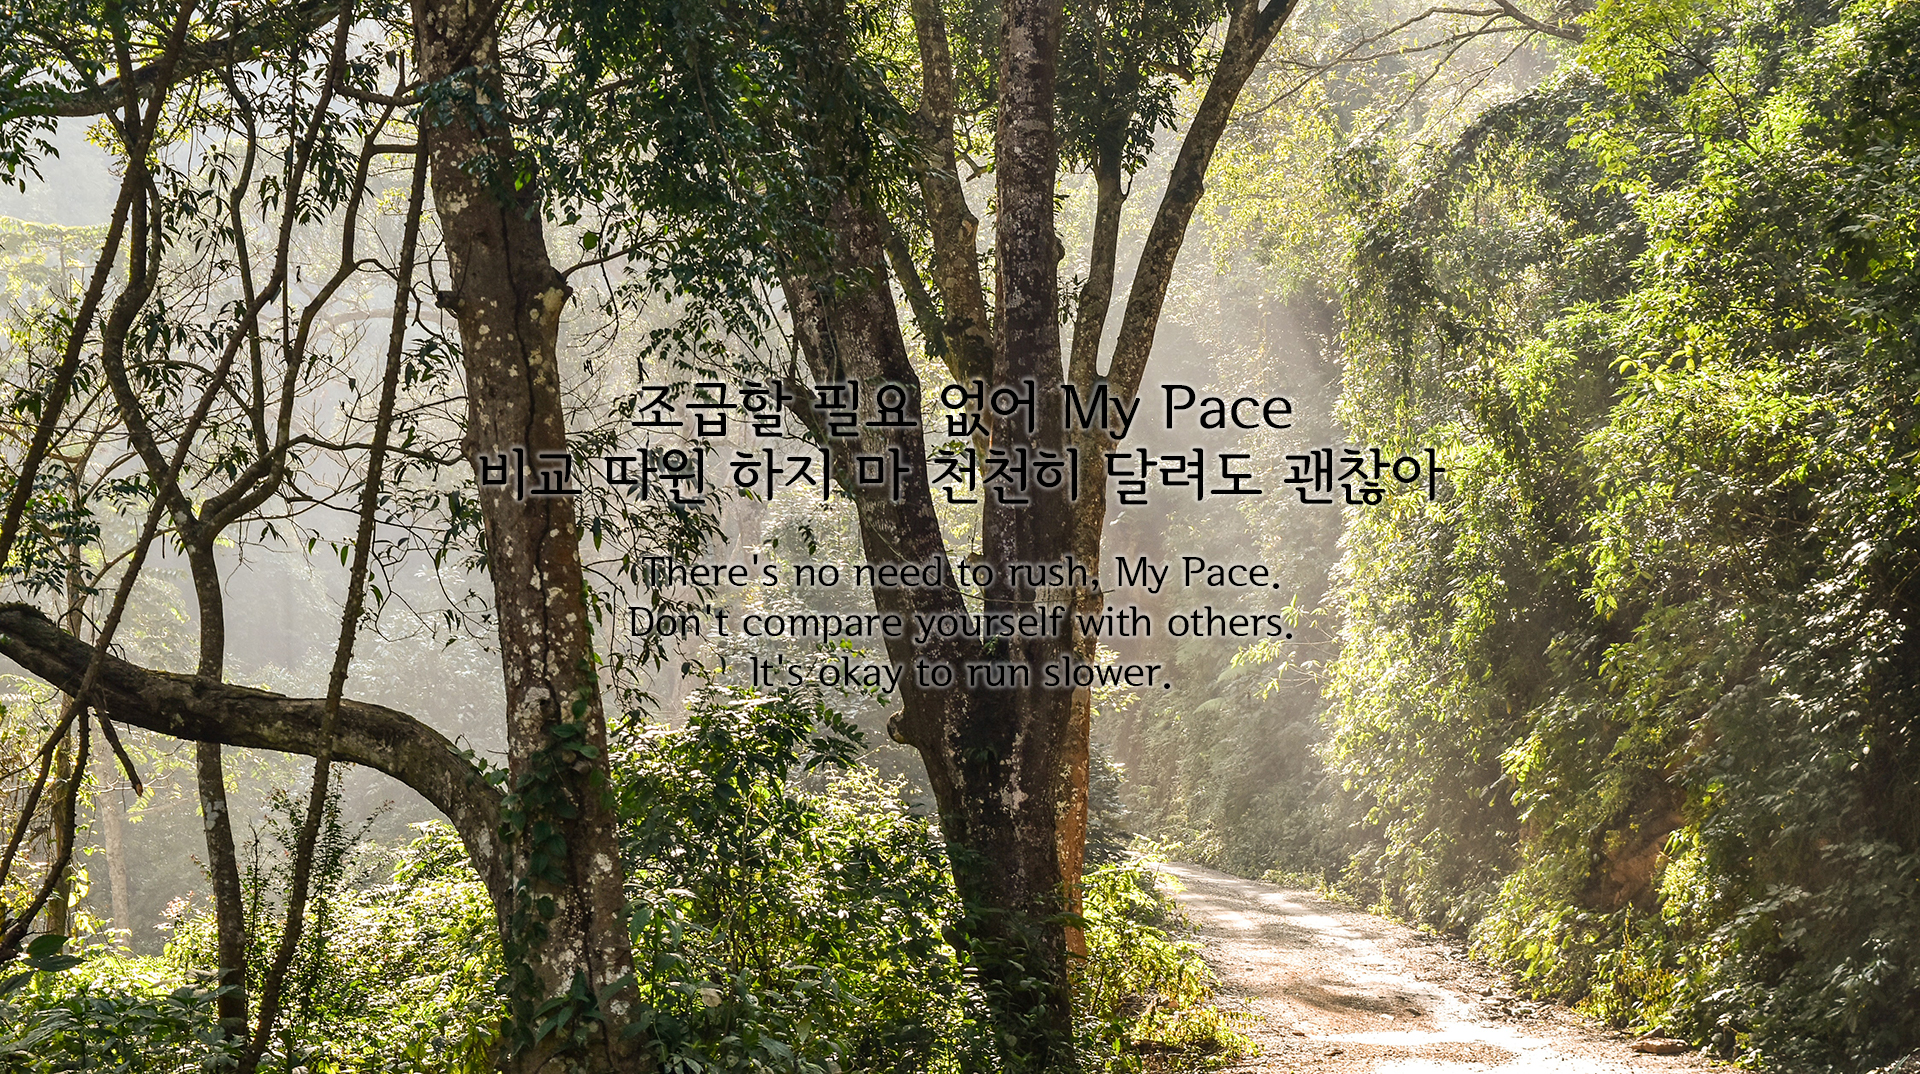 조급할 필요 없어 My Pace
비교 따윈 하지 마 천천히 달려도 괜찮아
There's no need to rush, My Pace.
Don't compare yourself with others.
It's okay to run slower.